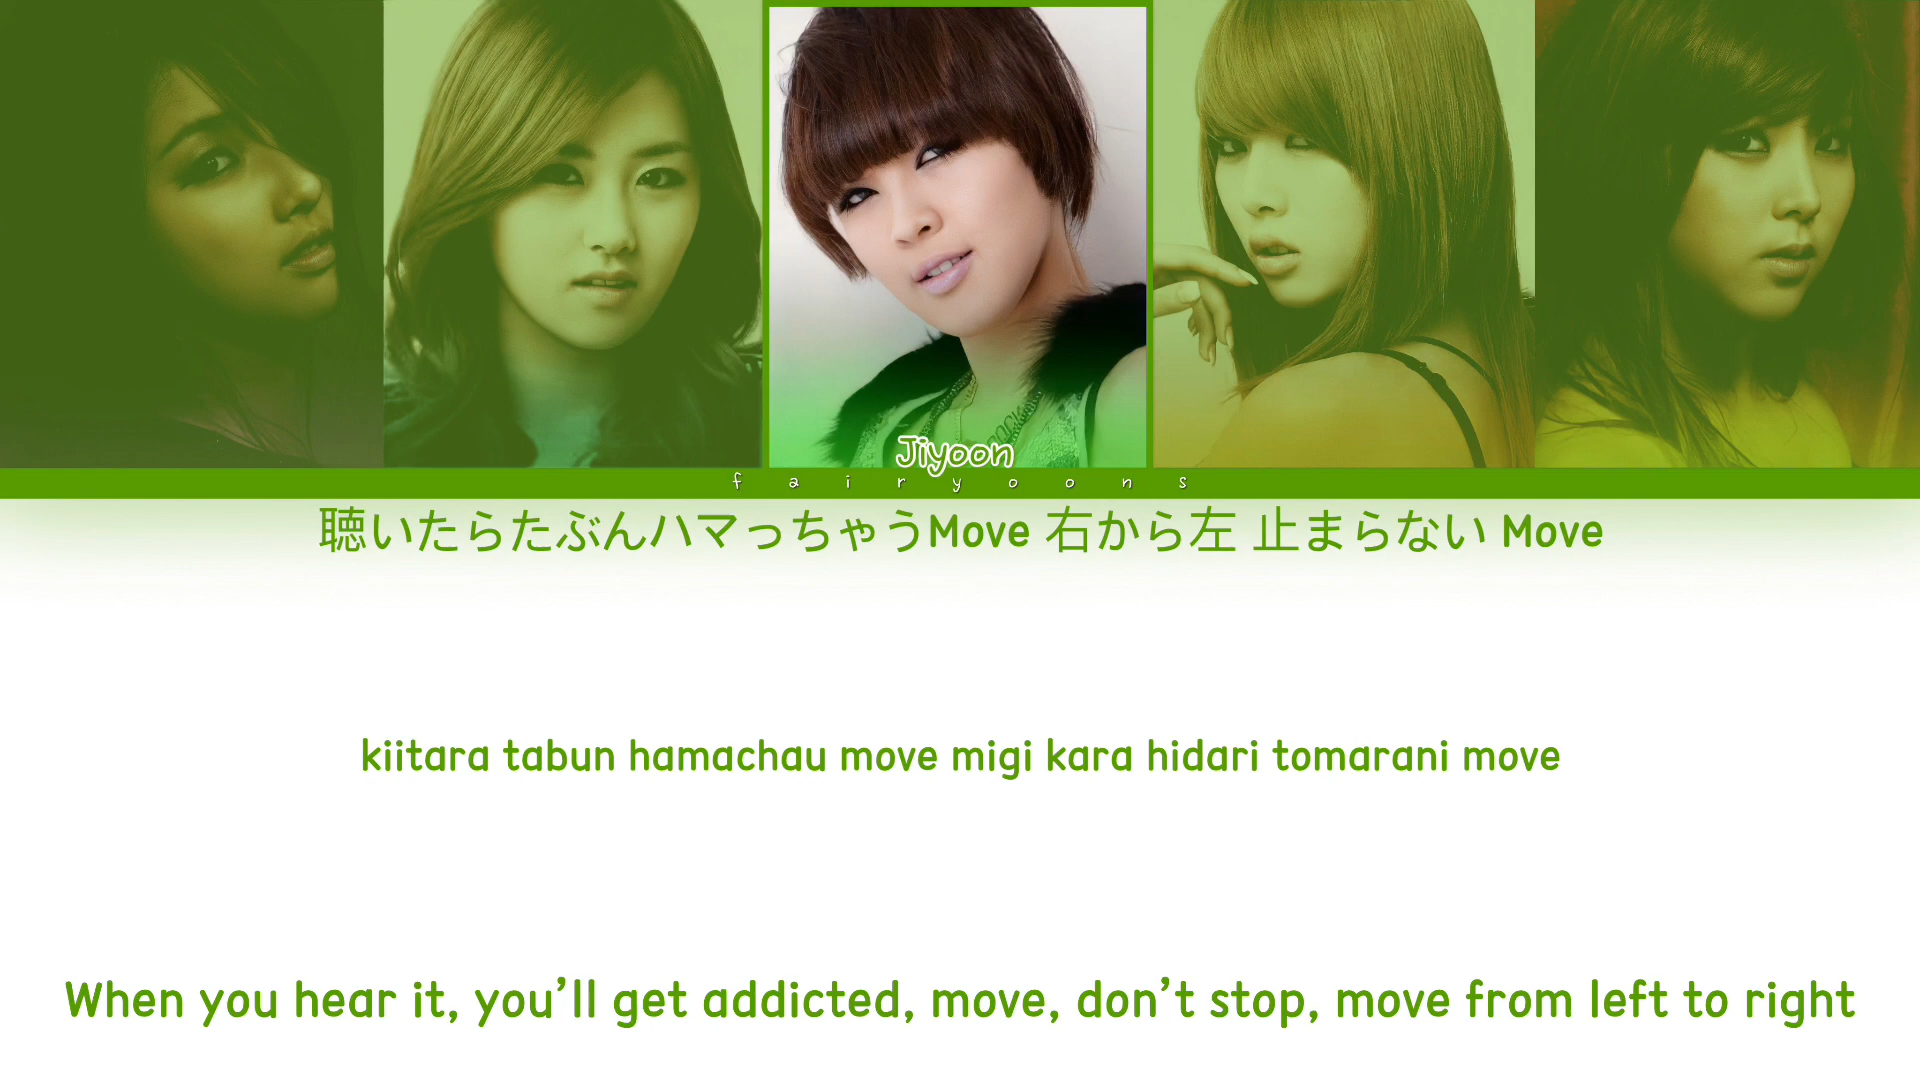 Jiyoon
fairyoons
聴いたらたぶんハマっちゃうMove 右から左 止まらない Move
kiitara tabun hamachau move migi kara hidari tomarani move
When you hear it, you’ll get addicted, move, don’t stop, move from left to right